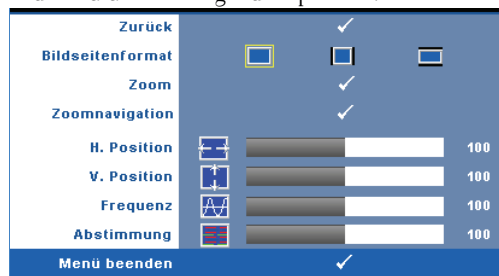 Zurück
Bildseitenformat
Zoom
Zoomnavigation
H. Position 100
V. Position 100
Frequenz 100
Abstimmung 100
Menü beenden